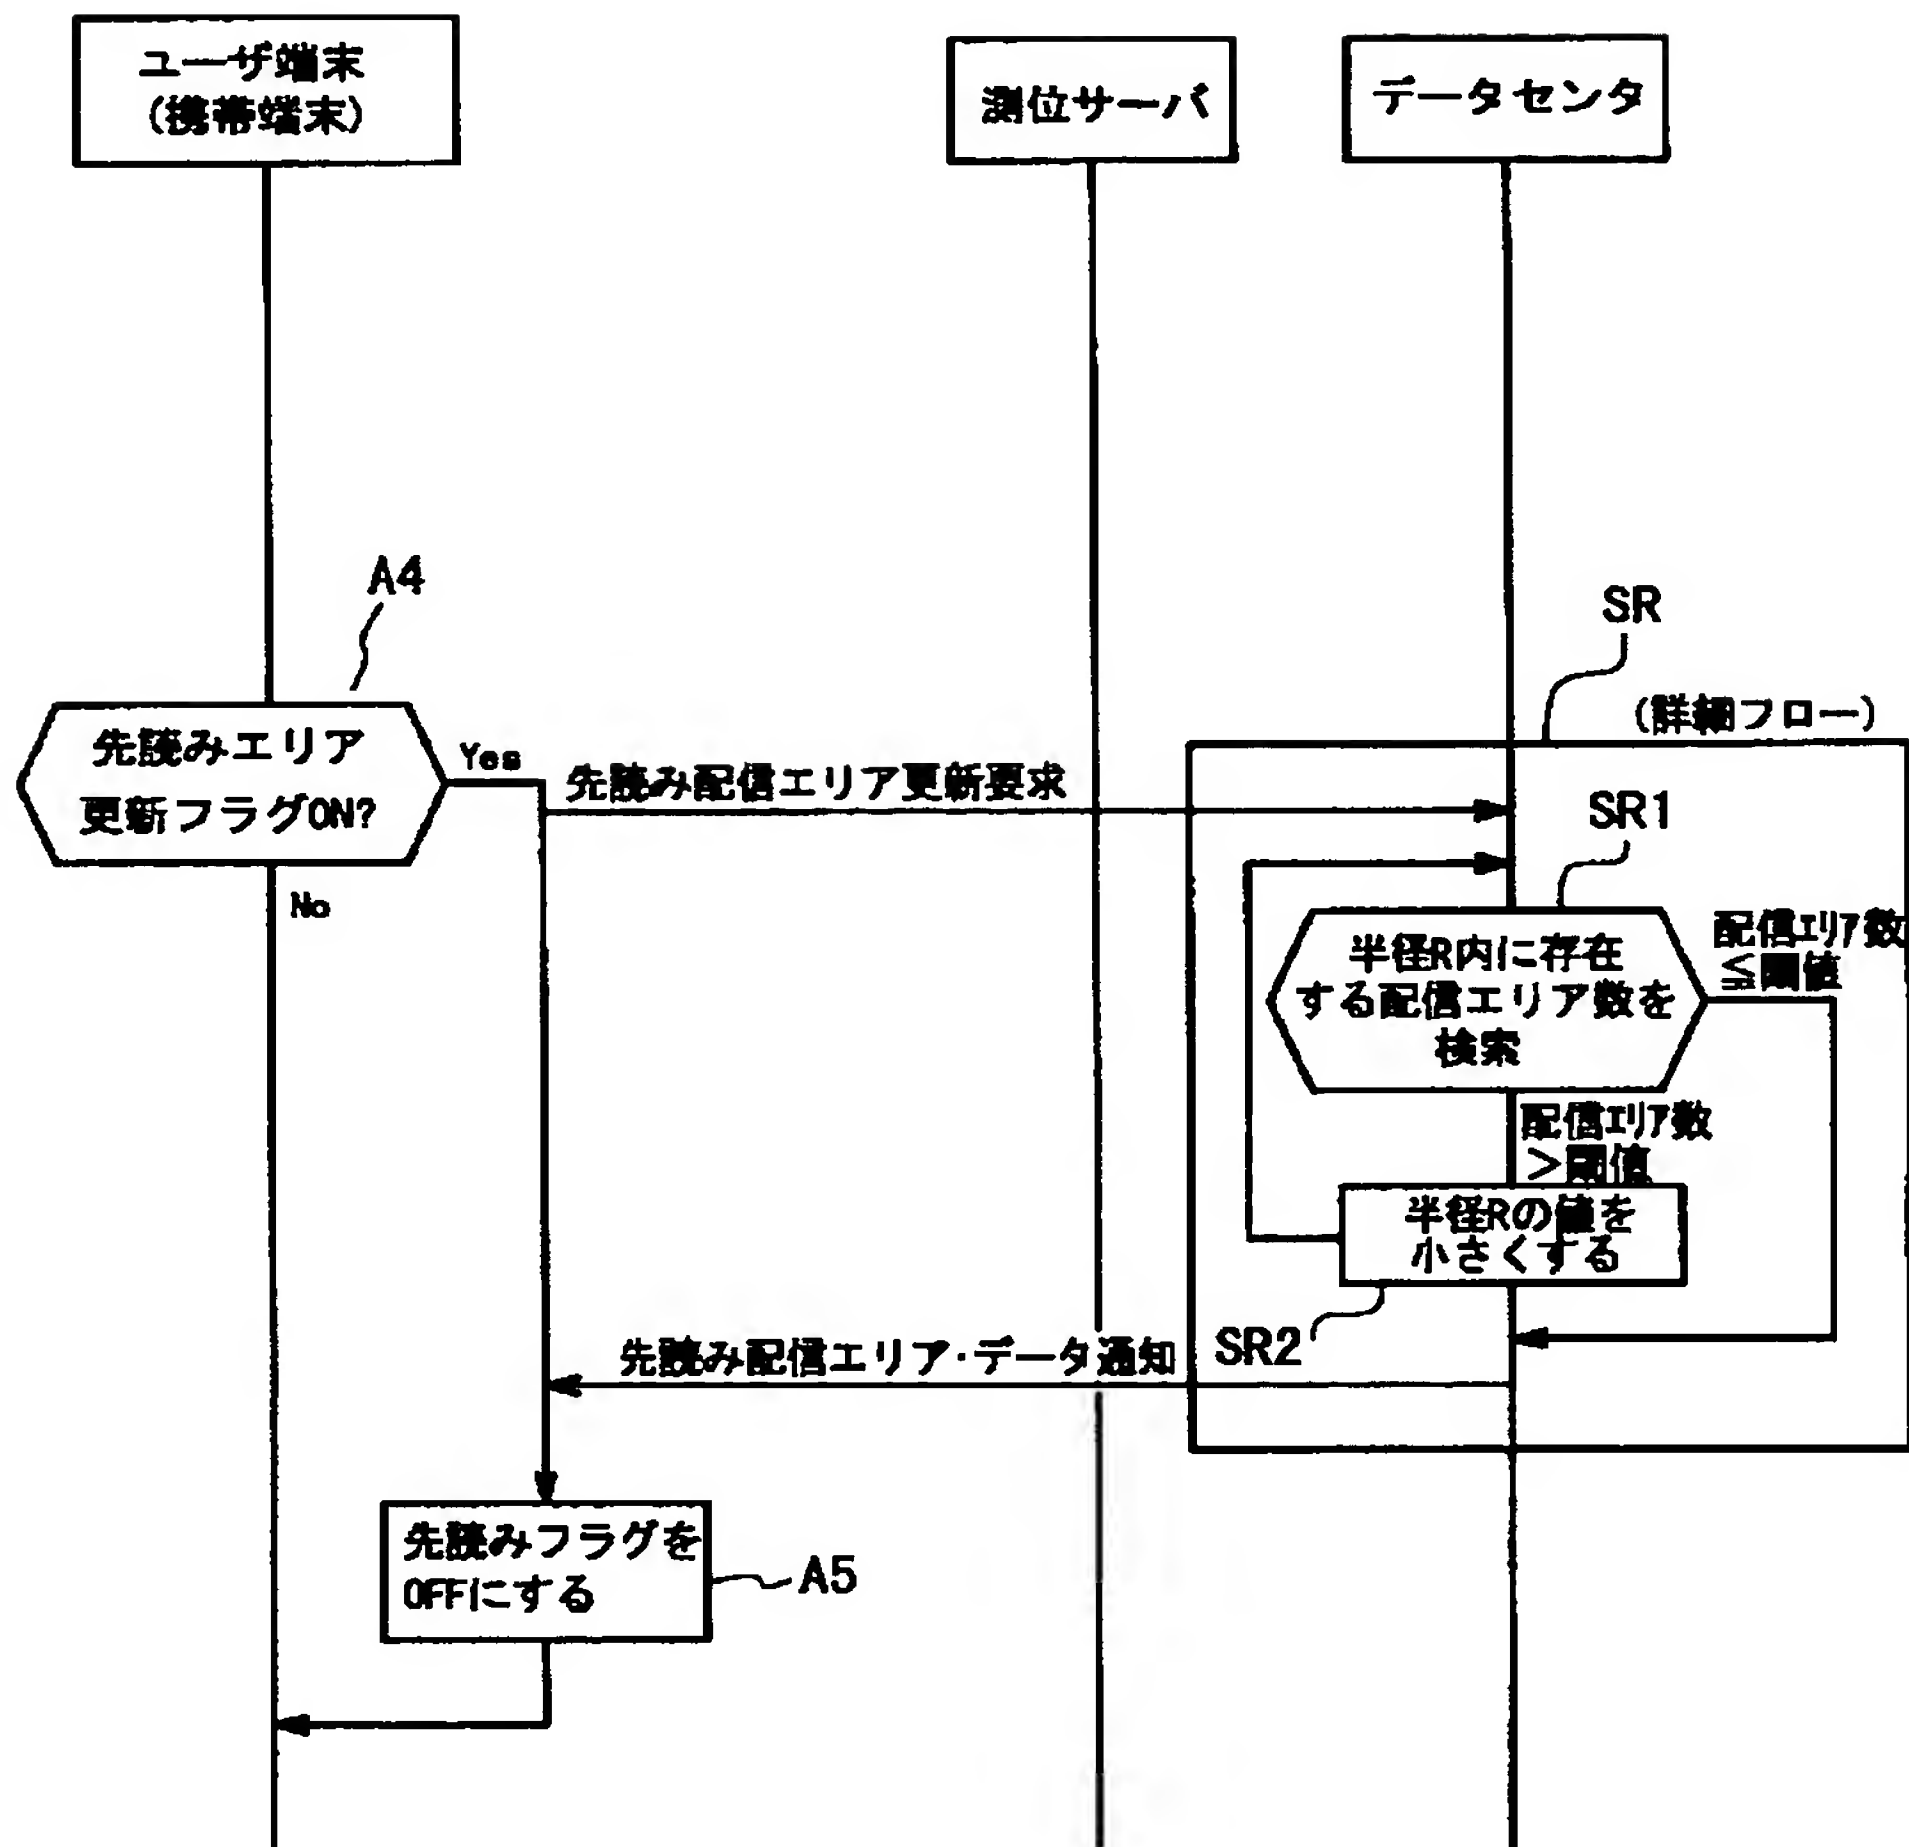 ユーザ端末
(携帯端末)
測位サーバ
データセンタ
A4
SR
(詳細フロー)
先読みエリア
更新フラグON?
Yes
No
先読み配信エリア更新要求
SR1
半径R内に存在
する配信エリア数を
検索
配信ｴﾘｱ数
≦閾値
配信ｴﾘｱ数
＞閾値
半径Rの値を
小さくする
SR2
先読み配信エリア・データ通知
先読みフラグを
OFFにする
A5